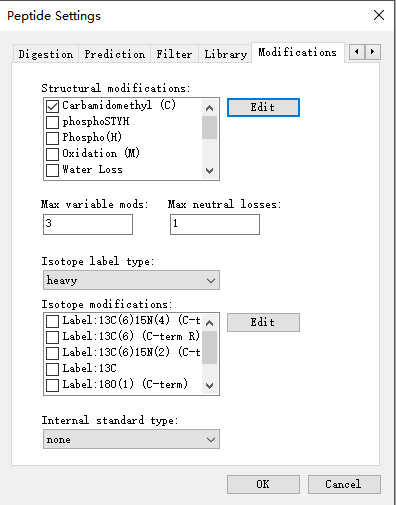 Peptide Settings
Digestion Prediction Filter Library Modifications
Structural modifications:
Carbamidomethyl (C)
Edit
phosphoSTYH
Phospho(H)
Oxidation (M)
Water Loss
Max variable mods: Max neutral losses:
3 1
Isotope label type:
heavy
Isotope modifications:
Label:13C(6)15N(4) (C-t
Edit
Label:13C(6) (C-term R)
Label:13C(6)15N(2) (C-t
Label:13C
Label:18O(1) (C-term)
Internal standard type:
none
OK Cancel